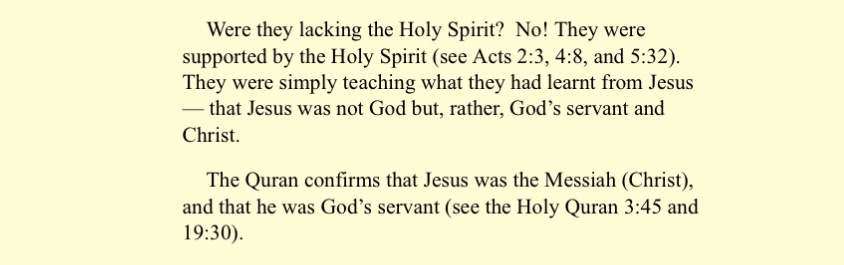 Were they lacking the Holy Spirit?  No! They were
supported by the Holy Spirit (see Acts 2:3, 4:8, and 5:32).
They were simply teaching what they had learnt from Jesus
— that Jesus was not God but, rather, God’s servant and
Christ.
The Quran confirms that Jesus was the Messiah (Christ),
and that he was God’s servant (see the Holy Quran 3:45 and
19:30).